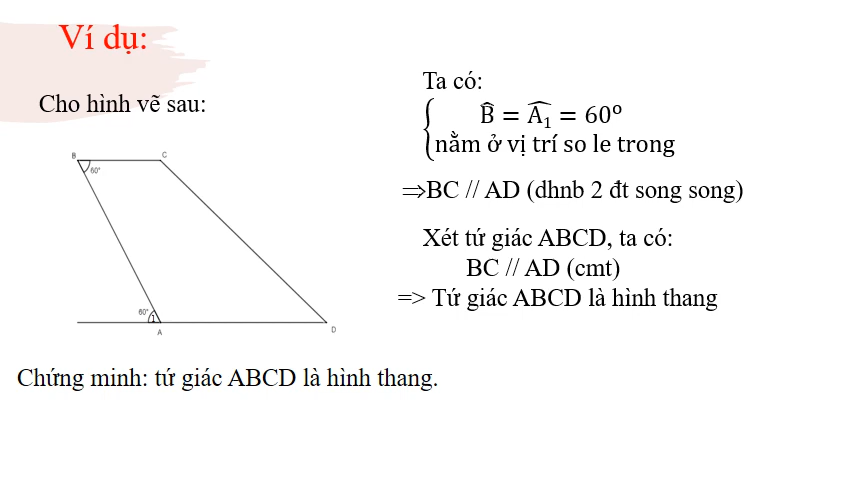 Ví dụ:
Cho hình vẽ sau:
B
C
60°
60°
1
A
D
Chứng minh: tứ giác ABCD là hình thang.
Ta có:
B̂ = Â₁ = 60º
nằm ở vị trí so le trong
⇒BC // AD (dhnb 2 đt song song)
Xét tứ giác ABCD, ta có:
BC // AD (cmt)
=> Tứ giác ABCD là hình thang